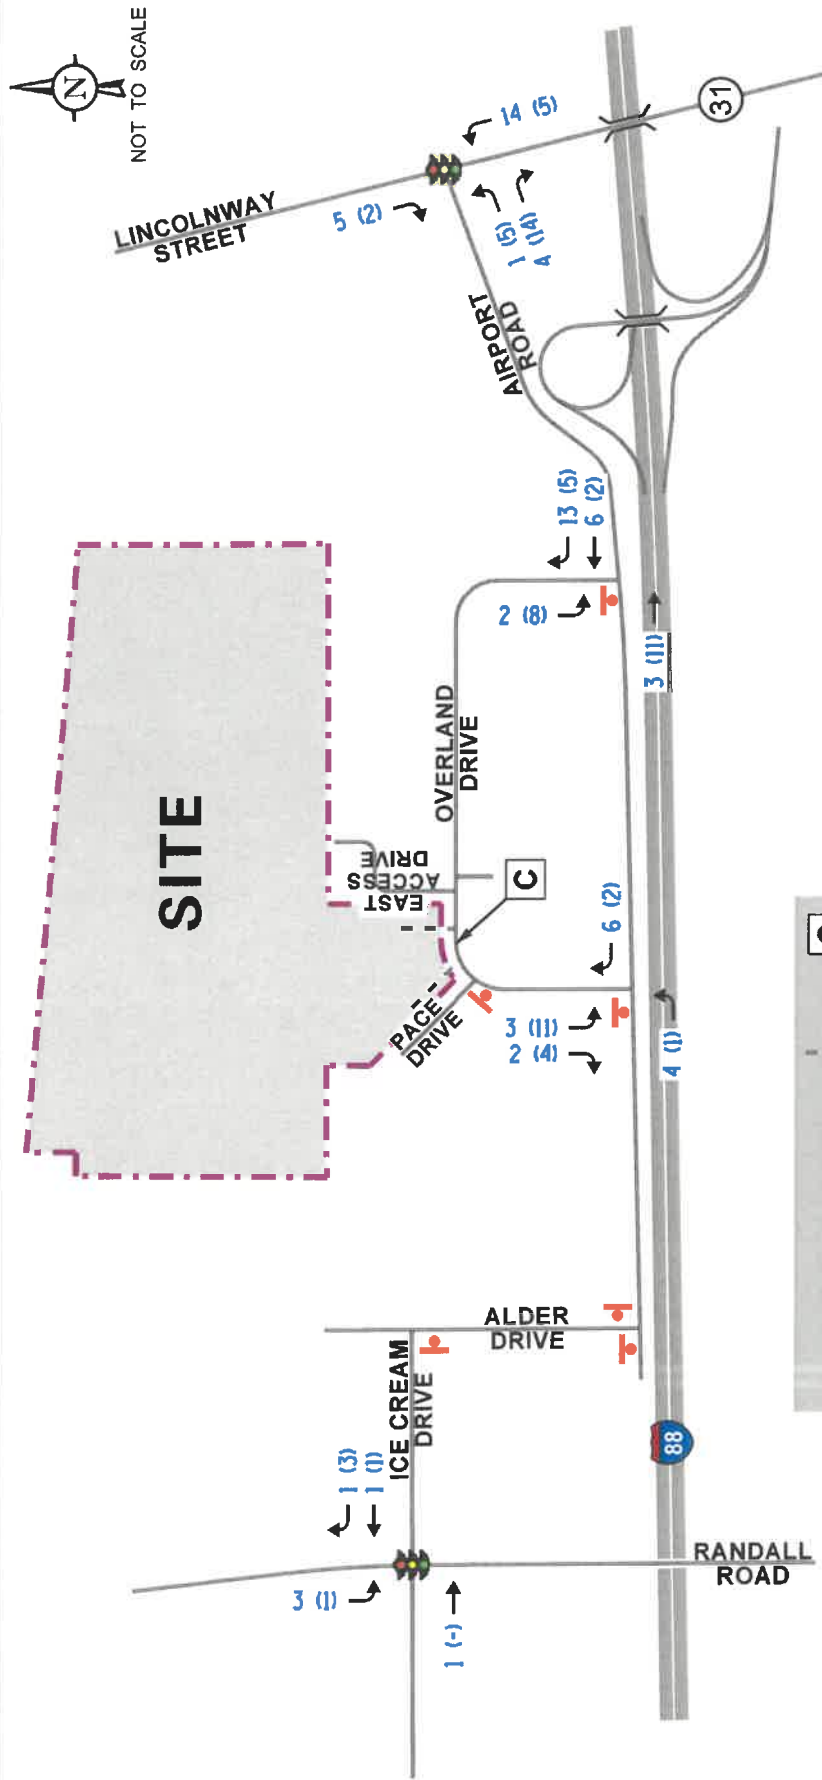 N
NOT TO SCALE
LINCOLNWAY
STREET
5 (2)
14 (5)
1 (5)
4 (14)
31
AIRPORT
ROAD
SITE
13 (5)
6 (2)
2 (8)
OVERLAND
DRIVE
3 (11)
EAST
ACCESS
DRIVE
C
PACE
DRIVE
6 (2)
3 (11)
2 (4)
4 (1)
ALDER
DRIVE
ICE CREAM
DRIVE
1 (3)
1 (1)
3 (1)
1 (-)
88
RANDALL
ROAD